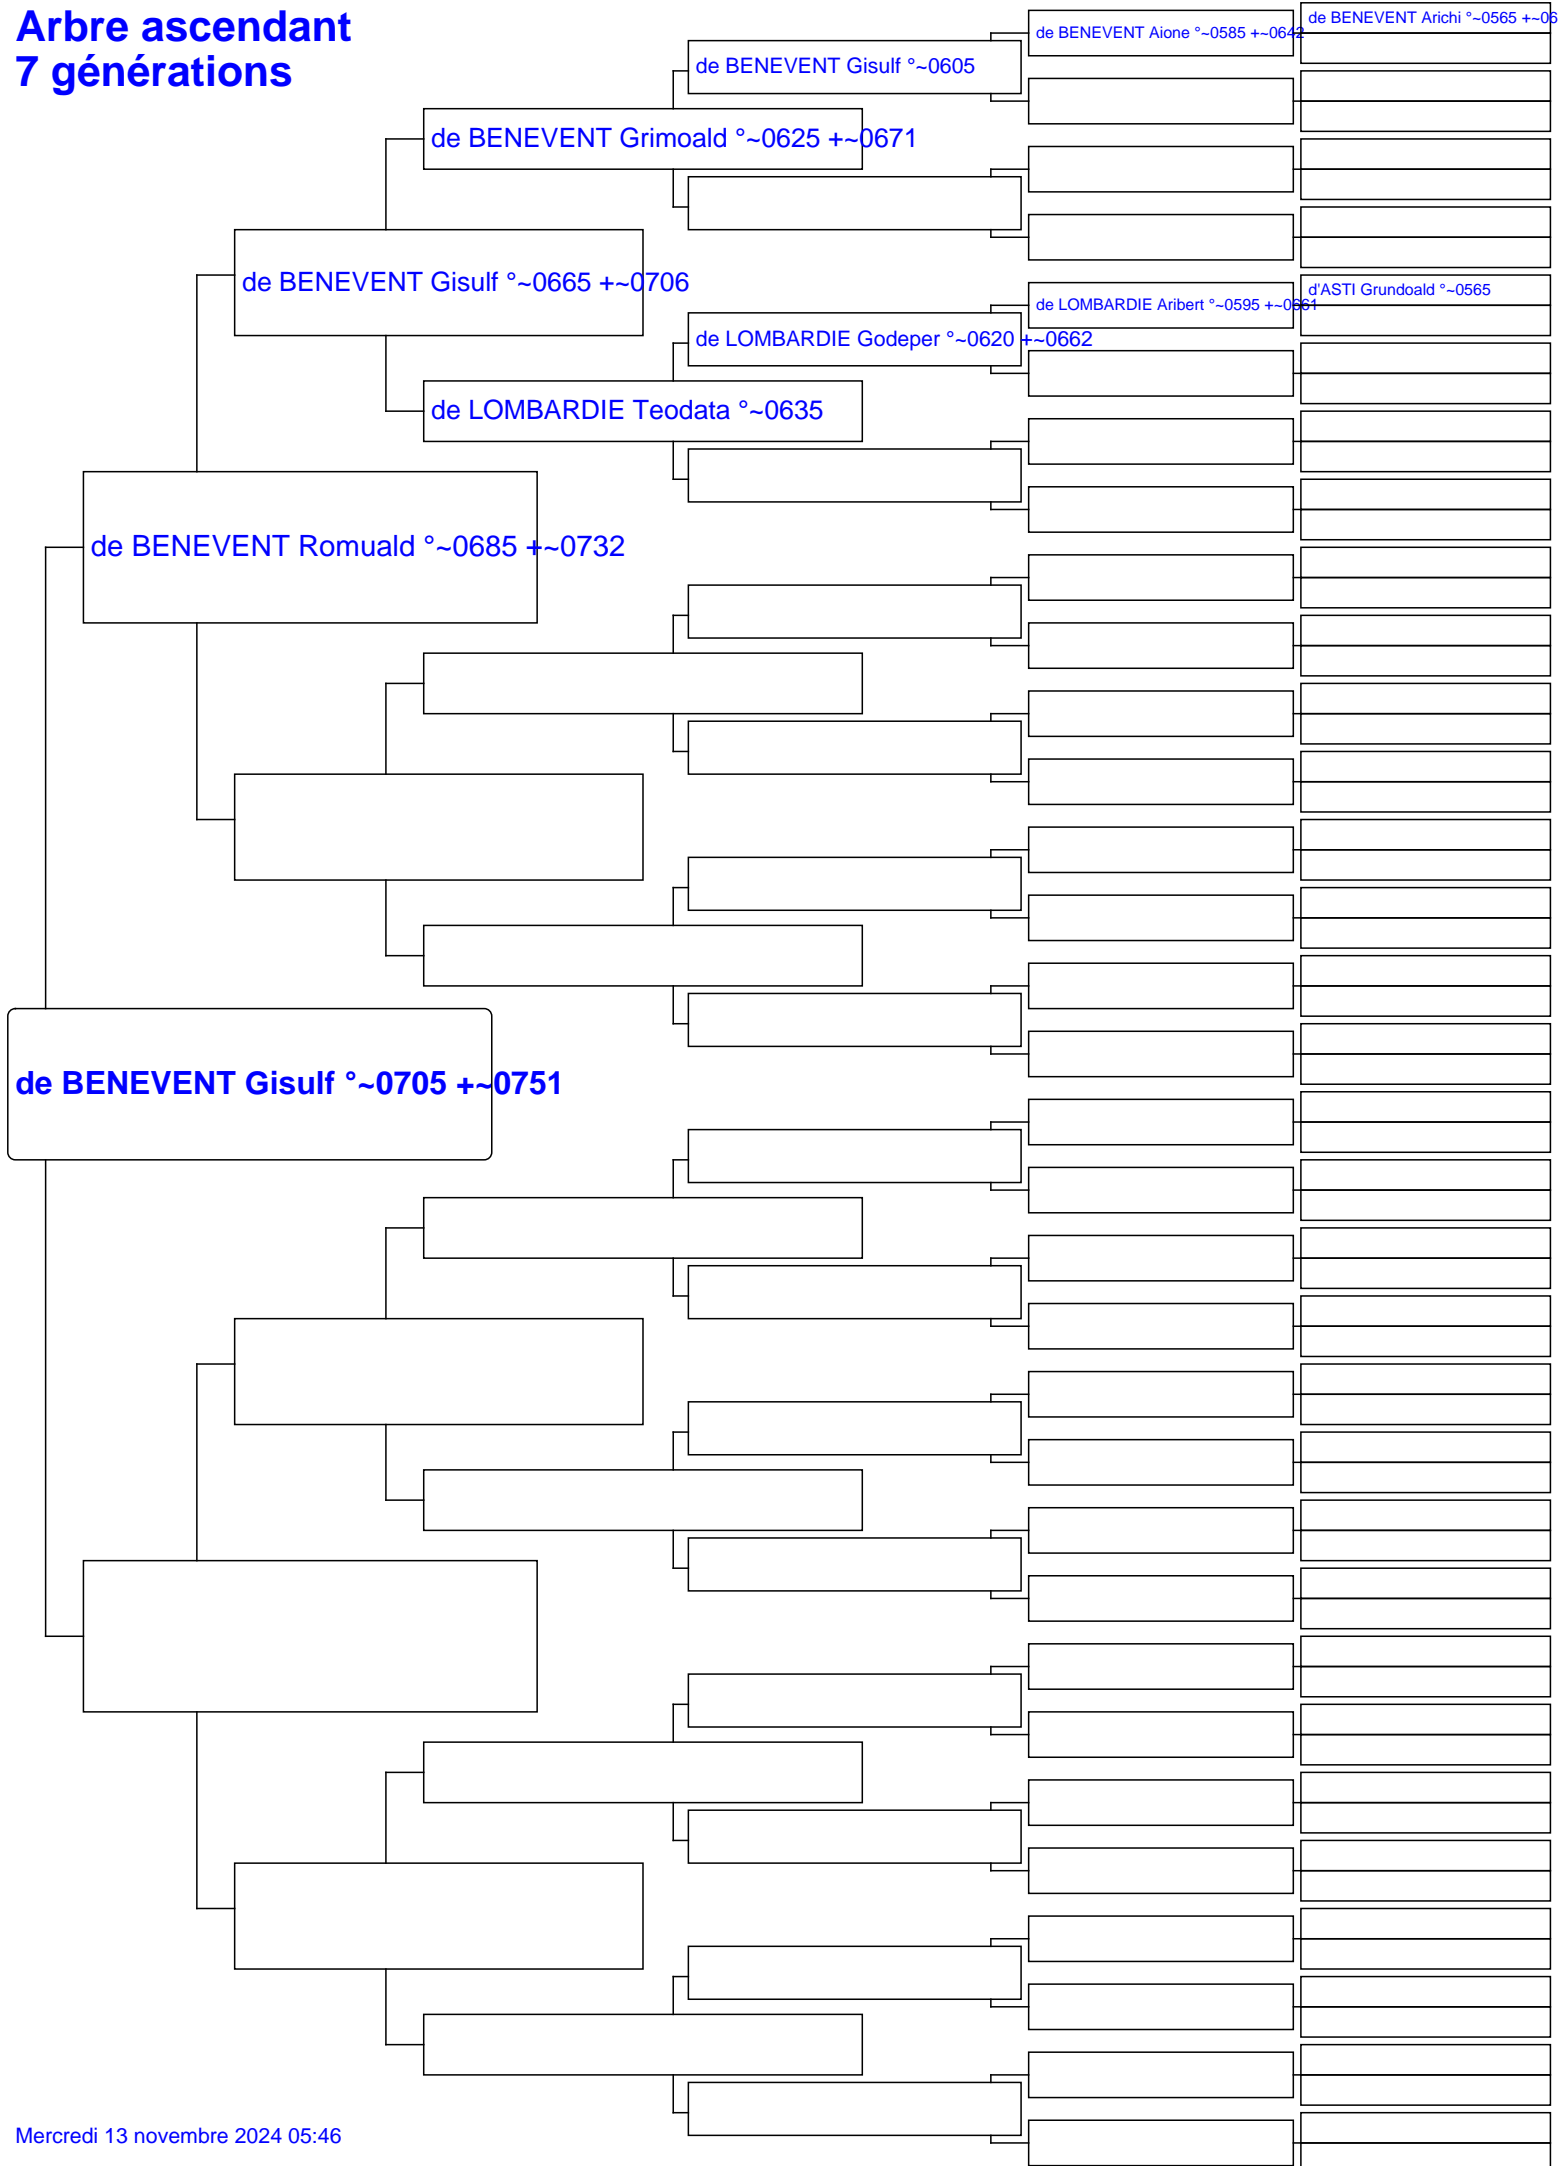 Arbre ascendant
7 générations
de BENEVENT Arichi °~0565 +~06
de BENEVENT Aione °~0585 +~0642
de BENEVENT Gisulf °~0605
de BENEVENT Grimoald °~0625 +~0671
de BENEVENT Gisulf °~0665 +~0706
d'ASTI Grundoald °~0565
de LOMBARDIE Aribert °~0595 +~0661
de LOMBARDIE Godeper °~0620 +~0662
de LOMBARDIE Teodata °~0635
de BENEVENT Romuald °~0685 +~0732
de BENEVENT Gisulf °~0705 +~0751
Mercredi 13 novembre 2024 05:46